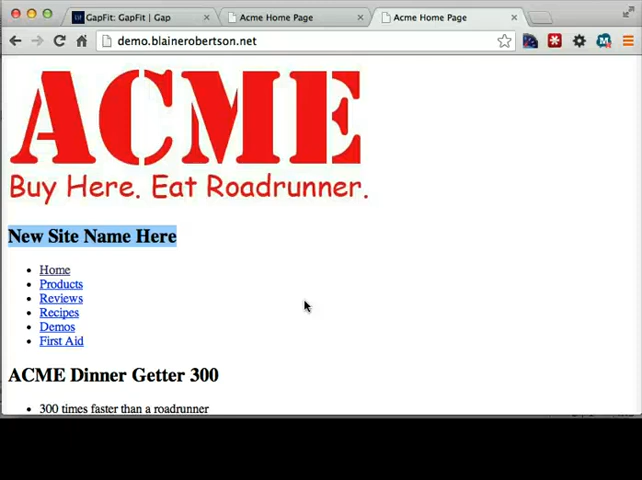 GapFit: GapFit | Gap
Acme Home Page
Acme Home Page
demo.blainerobertson.net
ACME
Buy Here. Eat Roadrunner.
New Site Name Here
Home
Products
Reviews
Recipes
Demos
First Aid
ACME Dinner Getter 300
300 times faster than a roadrunner